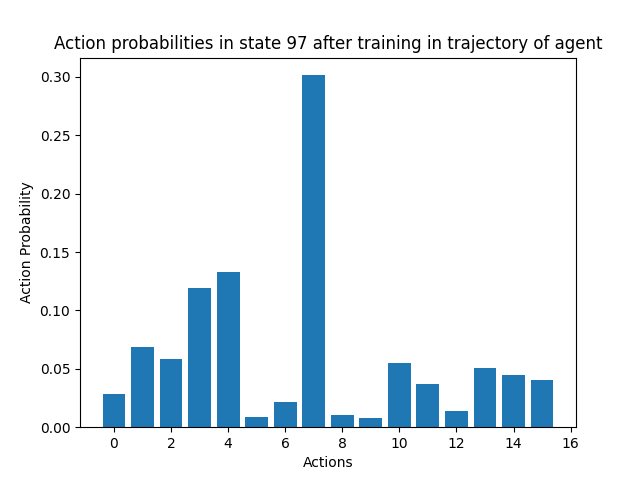 Action probabilities in state 97 after training in trajectory of agent
0.30
0.25
0.20
0.15
0.10
0.05
0.00
Action Probability
0 2 4 6 8 10 12 14 16
Actions